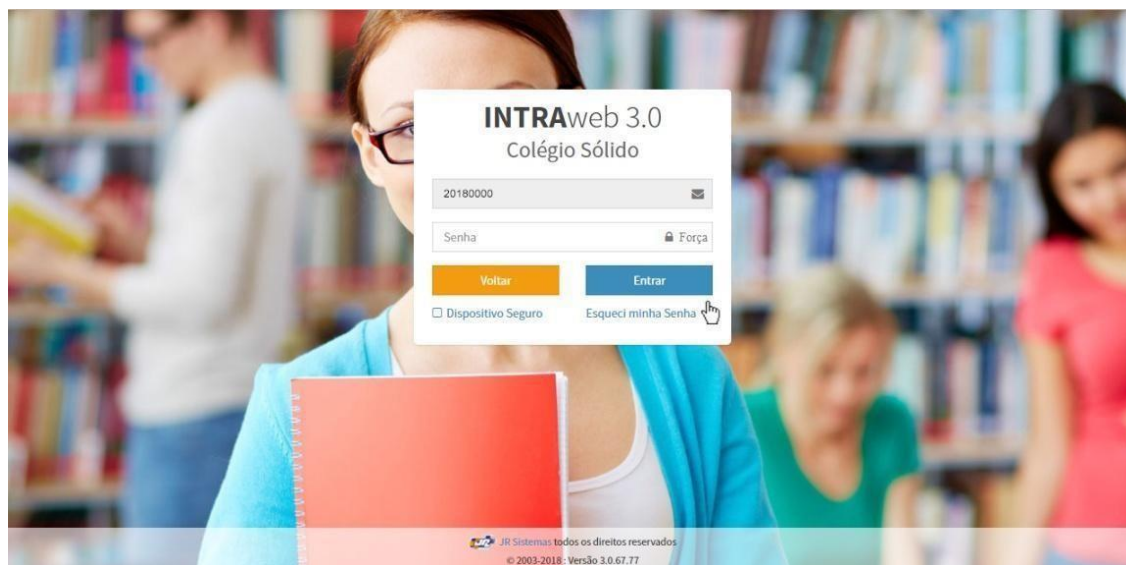 INTRAweb 3.0
Colégio Sólido
20180000
Senha Força
Voltar Entrar
Dispositivo Seguro Esqueci minha Senha
JR Sistemas todos os direitos reservados
© 2003-2018 : Versão 3.0.67.77